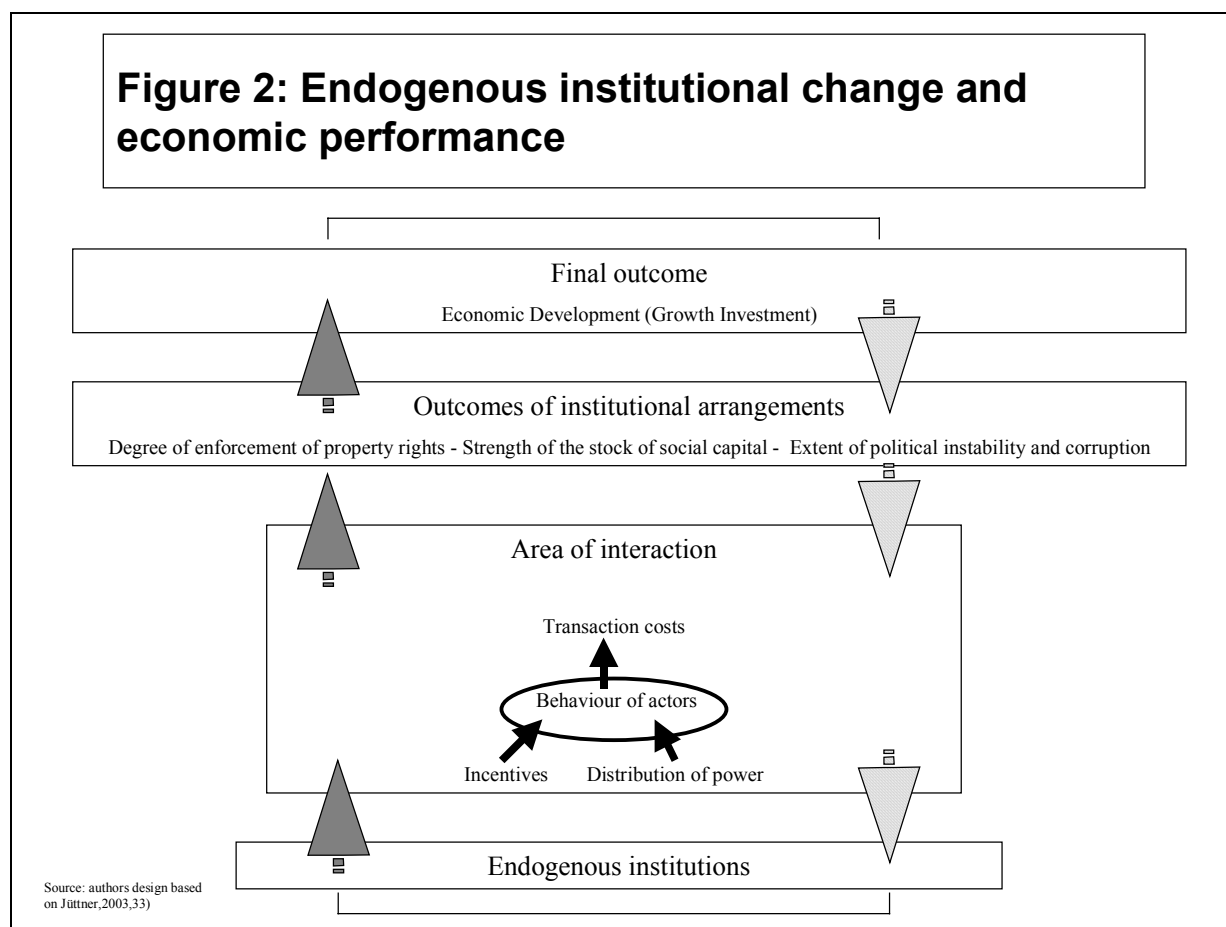 Figure 2: Endogenous institutional change and
economic performance
Final outcome
Economic Development (Growth Investment)
Outcomes of institutional arrangements
Degree of enforcement of property rights - Strength of the stock of social capital - Extent of political instability and corruption
Area of interaction
Transaction costs
Behaviour of actors
Incentives
Distribution of power
Endogenous institutions
Source: authors design based
on Jüttner,2003,33)